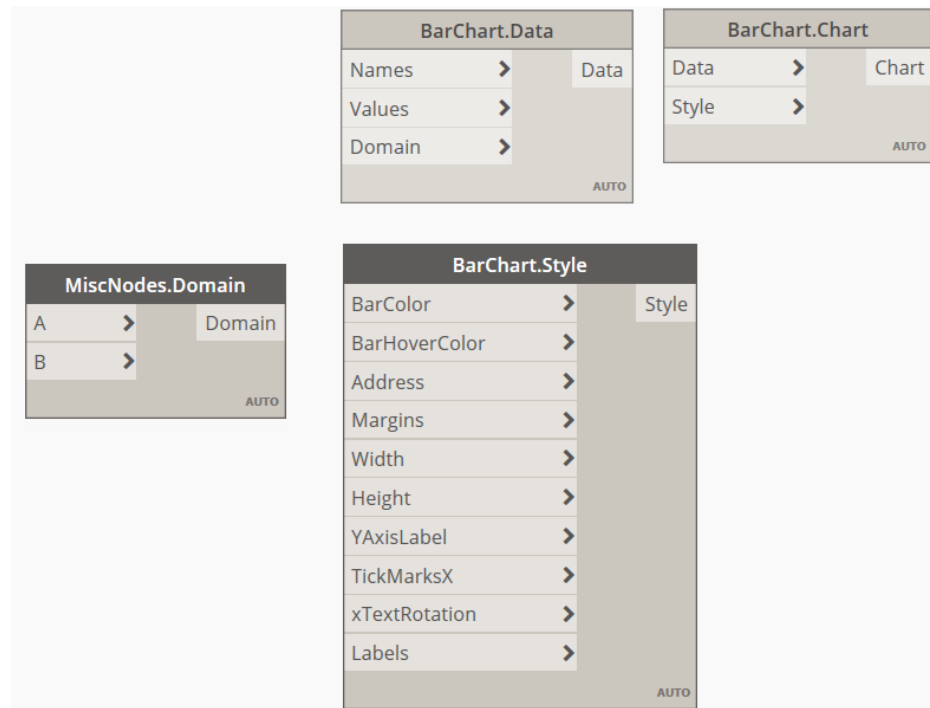 BarChart.Data
Names
Data
Values
Domain
AUTO
BarChart.Chart
Data
Chart
Style
AUTO
MiscNodes.Domain
A
Domain
B
AUTO
BarChart.Style
BarColor
Style
BarHoverColor
Address
Margins
Width
Height
YAxisLabel
TickMarksX
xTextRotation
Labels
AUTO